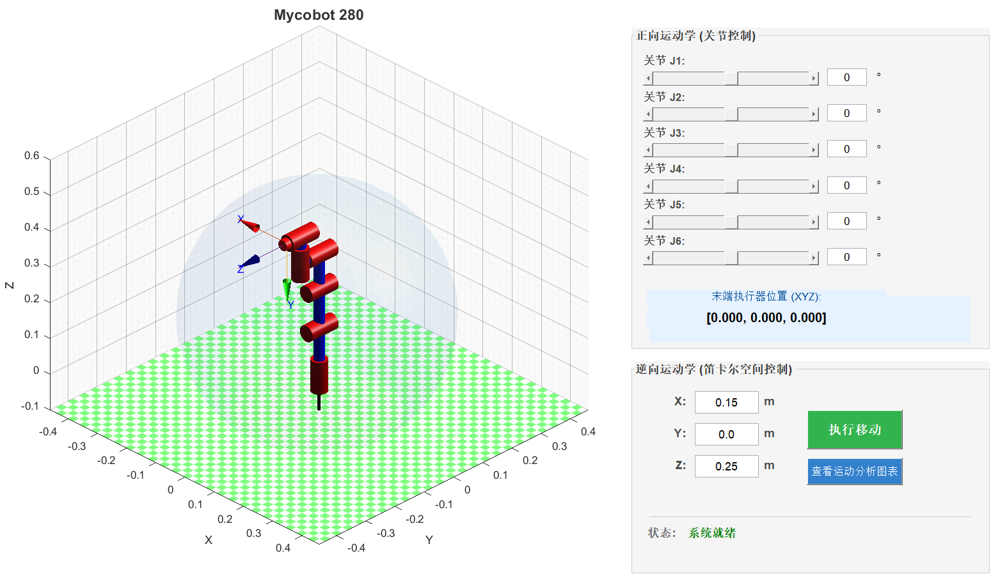 Mycobot 280
0.6
0.5
0.4
0.3
0.2
0.1
0
-0.1
Z
X
Z
Y
-0.4
-0.3
-0.2
-0.1
0
0.1
0.2
0.3
0.4
X
-0.4
-0.3
-0.2
-0.1
0
0.1
0.2
0.3
0.4
Y
正向运动学 (关节控制)
关节 J1:
0 °
关节 J2:
0 °
关节 J3:
0 °
关节 J4:
0 °
关节 J5:
0 °
关节 J6:
0 °
末端执行器位置 (XYZ):
[0.000, 0.000, 0.000]
逆向运动学 (笛卡尔空间控制)
X: 0.15 m
Y: 0.0 m
Z: 0.25 m
执行移动
查看运动分析图表
状态: 系统就绪